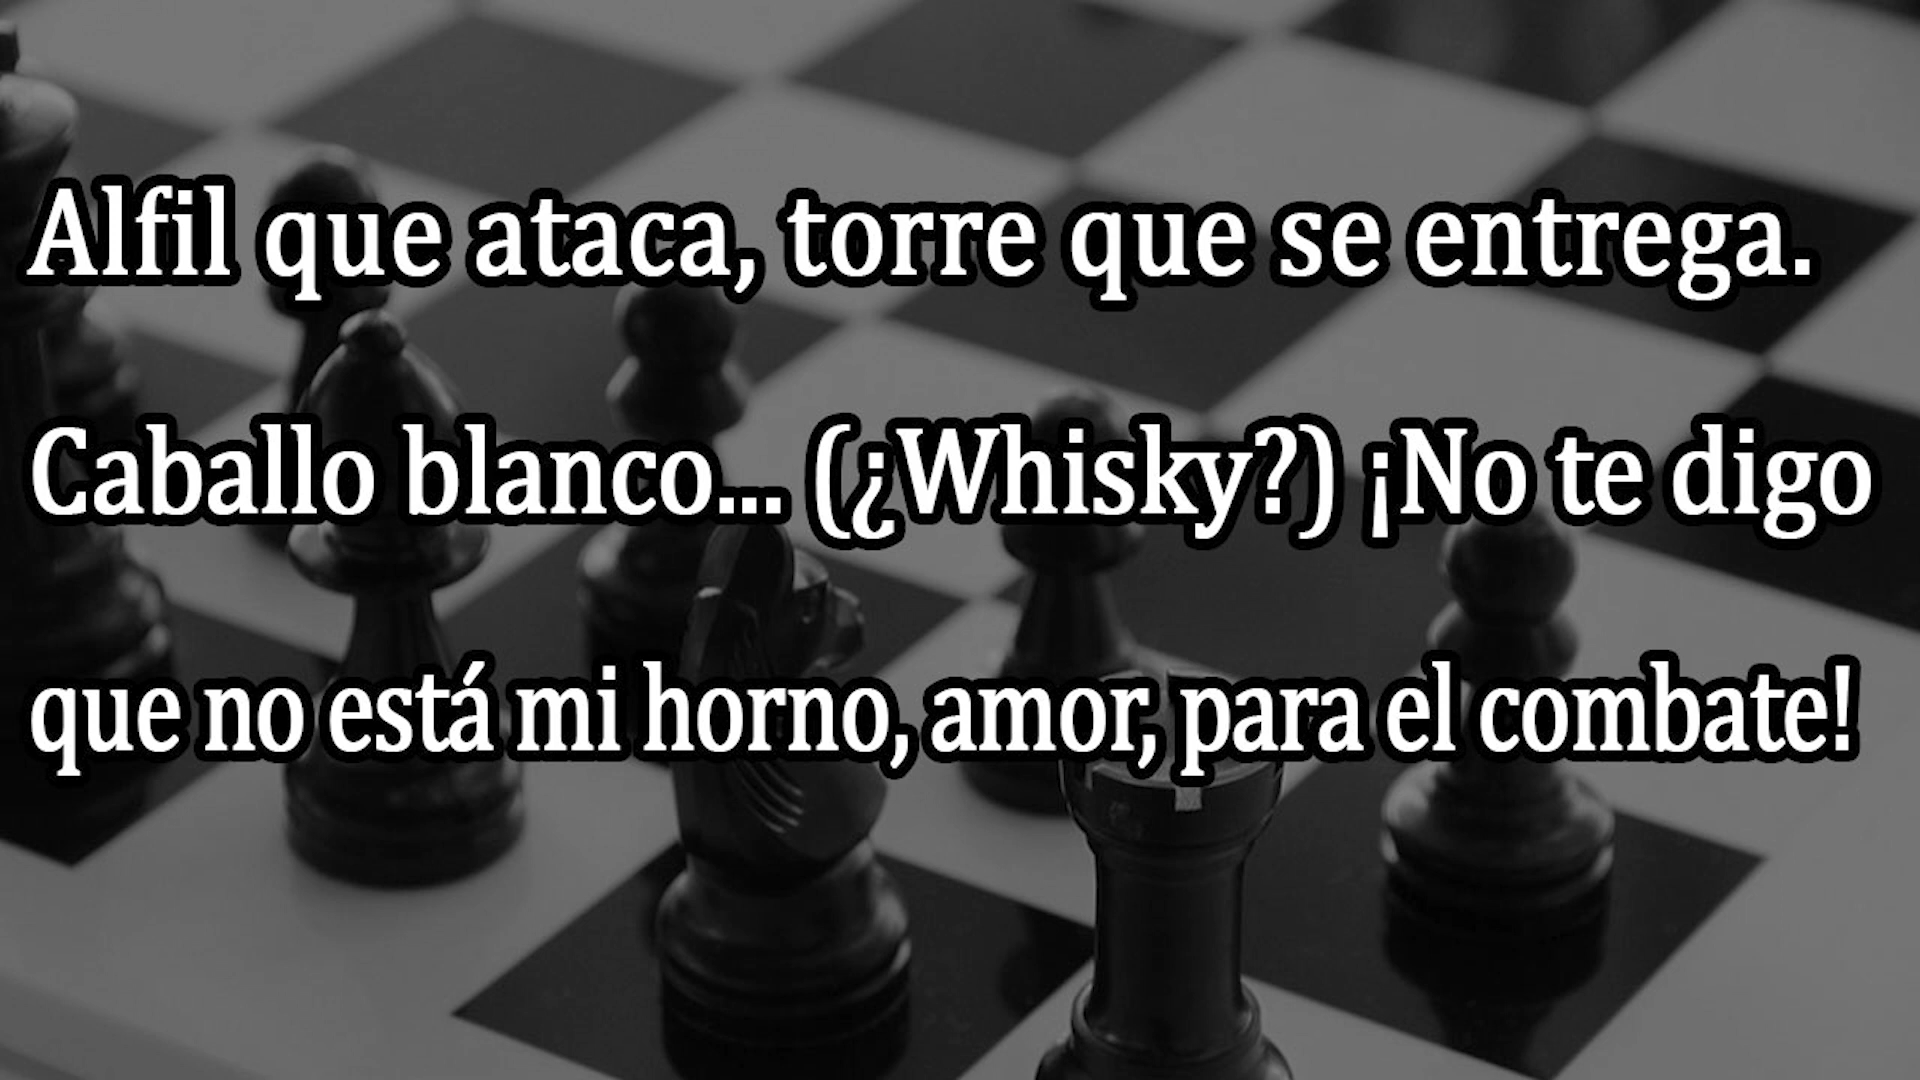 Alfil que ataca, torre que se entrega.
Caballo blanco... (¿Whisky?) ¡No te digo
que no está mi horno, amor, para el combate!